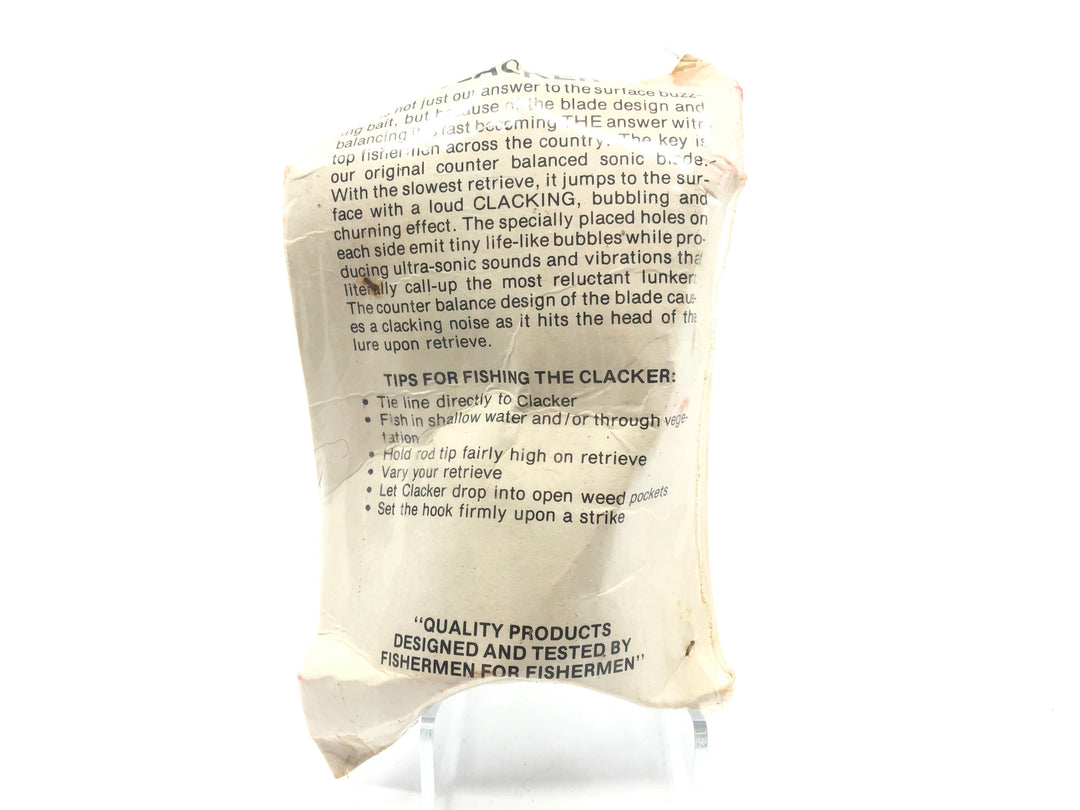 CLACKER
not just our answer to the surface buzz-
ing bait, but because of the blade design and
balancing fast becoming THE answer with
top fishermen across the country. The key is
our original counter balanced sonic blade.
With the slowest retrieve, it jumps to the sur-
face with a loud CLACKING, bubbling and
churning effect. The specially placed holes on
each side emit tiny life-like bubbles while pro-
ducing ultra-sonic sounds and vibrations that
literally call-up the most reluctant lunker.
The counter balance design of the blade caus-
es a clacking noise as it hits the head of the
lure upon retrieve.
TIPS FOR FISHING THE CLACKER:
• Tie line directly to Clacker
• Fish in shallow water and/or through vege-
tation
• Hold rod tip fairly high on retrieve
• Vary your retrieve
• Let Clacker drop into open weed pockets
• Set the hook firmly upon a strike
"QUALITY PRODUCTS
DESIGNED AND TESTED BY
FISHERMEN FOR FISHERMEN"